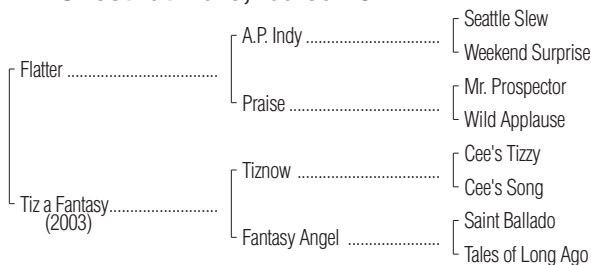 Seattle Slew
A.P. Indy ........................................
Weekend Surprise
Flatter ............................................
Mr. Prospector
Praise .............................................
Wild Applause
Cee's Tizzy
Tiznow ...........................................
Cee's Song
Tiz a Fantasy................................
(2003)
Saint Ballado
Fantasy Angel ...........................
Tales of Long Ago